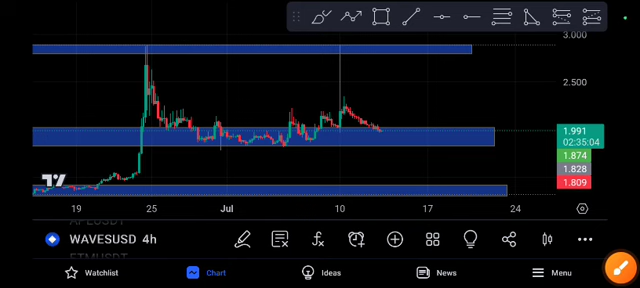 3.000
2.500
1.991
02:35:04
1.874
1.828
1.809
19 25 Jul 10 17 24
WAVESUSD 4h
Watchlist Chart Ideas News Menu